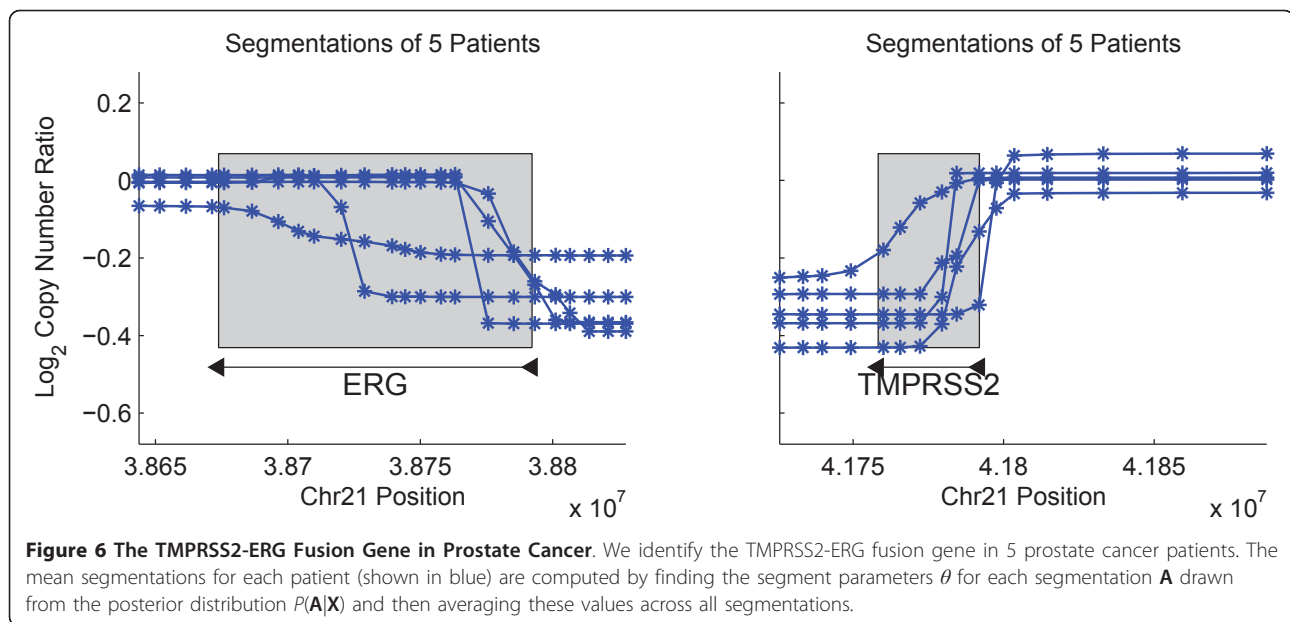 Segmentations of 5 Patients
Segmentations of 5 Patients
Log2 Copy Number Ratio
0.2
0
−0.2
−0.4
−0.6
ERG
TMPRSS2
3.865
3.87
3.875
3.88
4.175
4.18
4.185
Chr21 Position
x 10^7
Chr21 Position
x 10^7
Figure 6 The TMPRSS2-ERG Fusion Gene in Prostate Cancer. We identify the TMPRSS2-ERG fusion gene in 5 prostate cancer patients. The
mean segmentations for each patient (shown in blue) are computed by finding the segment parameters θ for each segmentation A drawn
from the posterior distribution P(A|X) and then averaging these values across all segmentations.